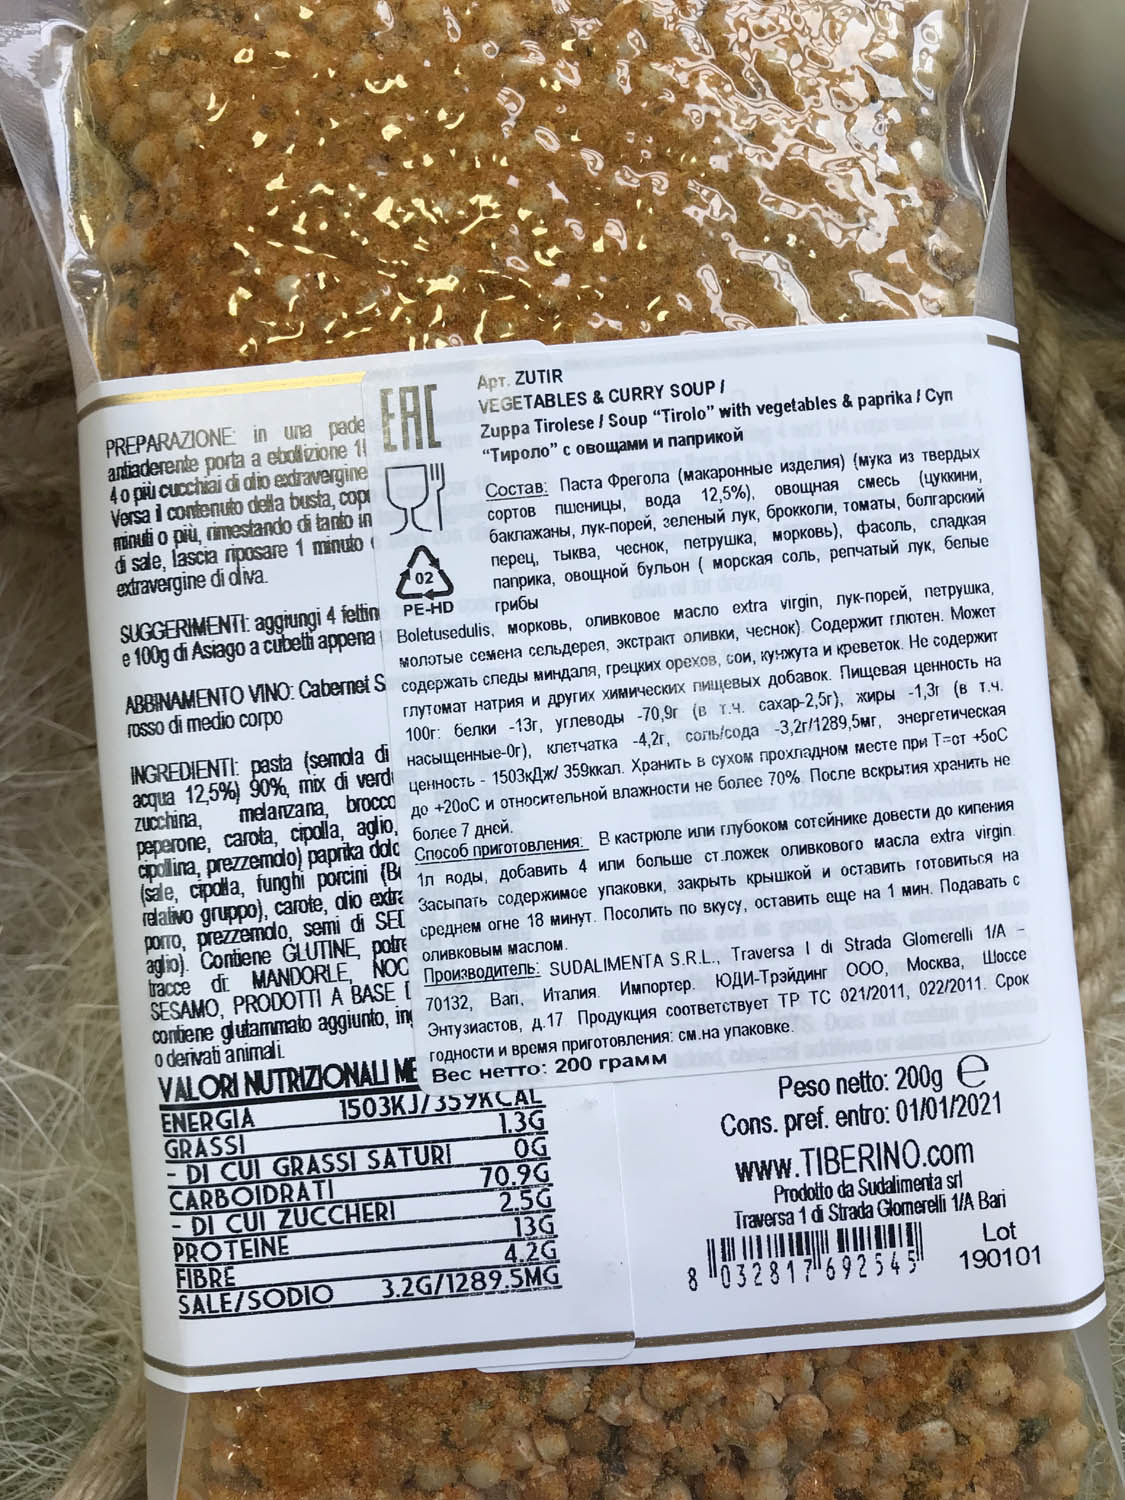 PREPARAZIONE: in una pade
antiaderente porta a ebollizione 1l
4 o più cucchiai di olio extravergine
Versa il contenuto della busta, copr
minuti o più, rimestando di tanto in
di sale, lascia riposare 1 minuto
extravergine di oliva.
SUGGERIMENTI: aggiungi 4 fettin
e 100g di Asiago a cubetti appena
ABBINAMENTO VINO: Cabernet S
rosso di medio corpo
INGREDIENTI: pasta (semola di
acqua 12,5%) 90%, mix di verd
zucchina, melanzana, brocco
peperone, carota, cipolla, aglio,
cipollina, prezzemolo) paprika dolc
(sale, cipolla, funghi porcini (Bo
relativo gruppo), carote, olio extra
porro, prezzemolo, semi di SED
aglio). Contiene GLUTINE, potre
tracce di: MANDORLE, NOC
SESAMO, PRODOTTI A BASE
contiene glutammato aggiunto, ing
o derivati animali.
VALORI NUTRIZIONALI ME
ENERGIA 1503KJ/359KCAL
GRASSI 1.3G
- DI CUI GRASSI SATURI 0G
CARBOIDRATI 70.9G
- DI CUI ZUCCHERI 2.5G
PROTEINE 13G
FIBRE 4.2G
SALE/SODIO 3.2G/1289.5MG
EAC
02
PE-HD
Арт. ZUTIR
VEGETABLES & CURRY SOUP /
Zuppa Tirolese / Soup “Tirolo” with vegetables & paprika / Суп
“Тироло” с овощами и паприкой
Состав: Паста Фрегола (макаронные изделия) (мука из твердых
сортов пшеницы, вода 12,5%), овощная смесь (цуккини,
баклажаны, лук-порей, зеленый лук, брокколи, томаты, болгарский
перец, тыква, чеснок, петрушка, морковь), фасоль, сладкая
паприка, овощной бульон ( морская соль, репчатый лук, белые
грибы
Boletusedulis, морковь, оливковое масло extra virgin, лук-порей, петрушка,
молотые семена сельдерея, экстракт оливки, чеснок). Содержит глютен. Может
содержать следы миндаля, грецких орехов, сои, кунжута и креветок. Не содержит
глутомат натрия и других химических пищевых добавок. Пищевая ценность на
100г: белки -13г, углеводы -70,9г (в т.ч. сахар-2,5г), жиры -1,3г (в т.ч.
насыщенные-0г), клетчатка -4,2г, соль/сода -3,2г/1289,5мг, энергетическая
ценность - 1503кДж/ 359ккал. Хранить в сухом прохладном месте при Т=от +5оС
до +20оС и относительной влажности не более 70%. После вскрытия хранить не
более 7 дней.
Способ приготовления: В кастрюле или глубоком сотейнике довести до кипения
1л воды, добавить 4 или больше ст.ложек оливкового масла extra virgin.
Засыпать содержимое упаковки, закрыть крышкой и оставить готовиться на
среднем огне 18 минут. Посолить по вкусу, оставить еще на 1 мин. Подавать с
оливковым маслом.
Производитель: SUDALIMENTA S.R.L., Traversa I di Strada Glomerelli 1/A –
70132, Bari, Италия. Импортер. ЮДИ-Трэйдинг ООО, Москва, Шоссе
Энтузиастов, д.17 Продукция соответствует ТР ТС 021/2011, 022/2011. Срок
годности и время приготовления: см.на упаковке.
Вес нетто: 200 грамм
Peso netto: 200g e
Cons. pref. entro: 01/01/2021
www.TIBERINO.com
Prodotto da Sudalimenta srl
Traversa 1 di Strada Glomerelli 1/A Bari
8 032817 692545
Lot
190101